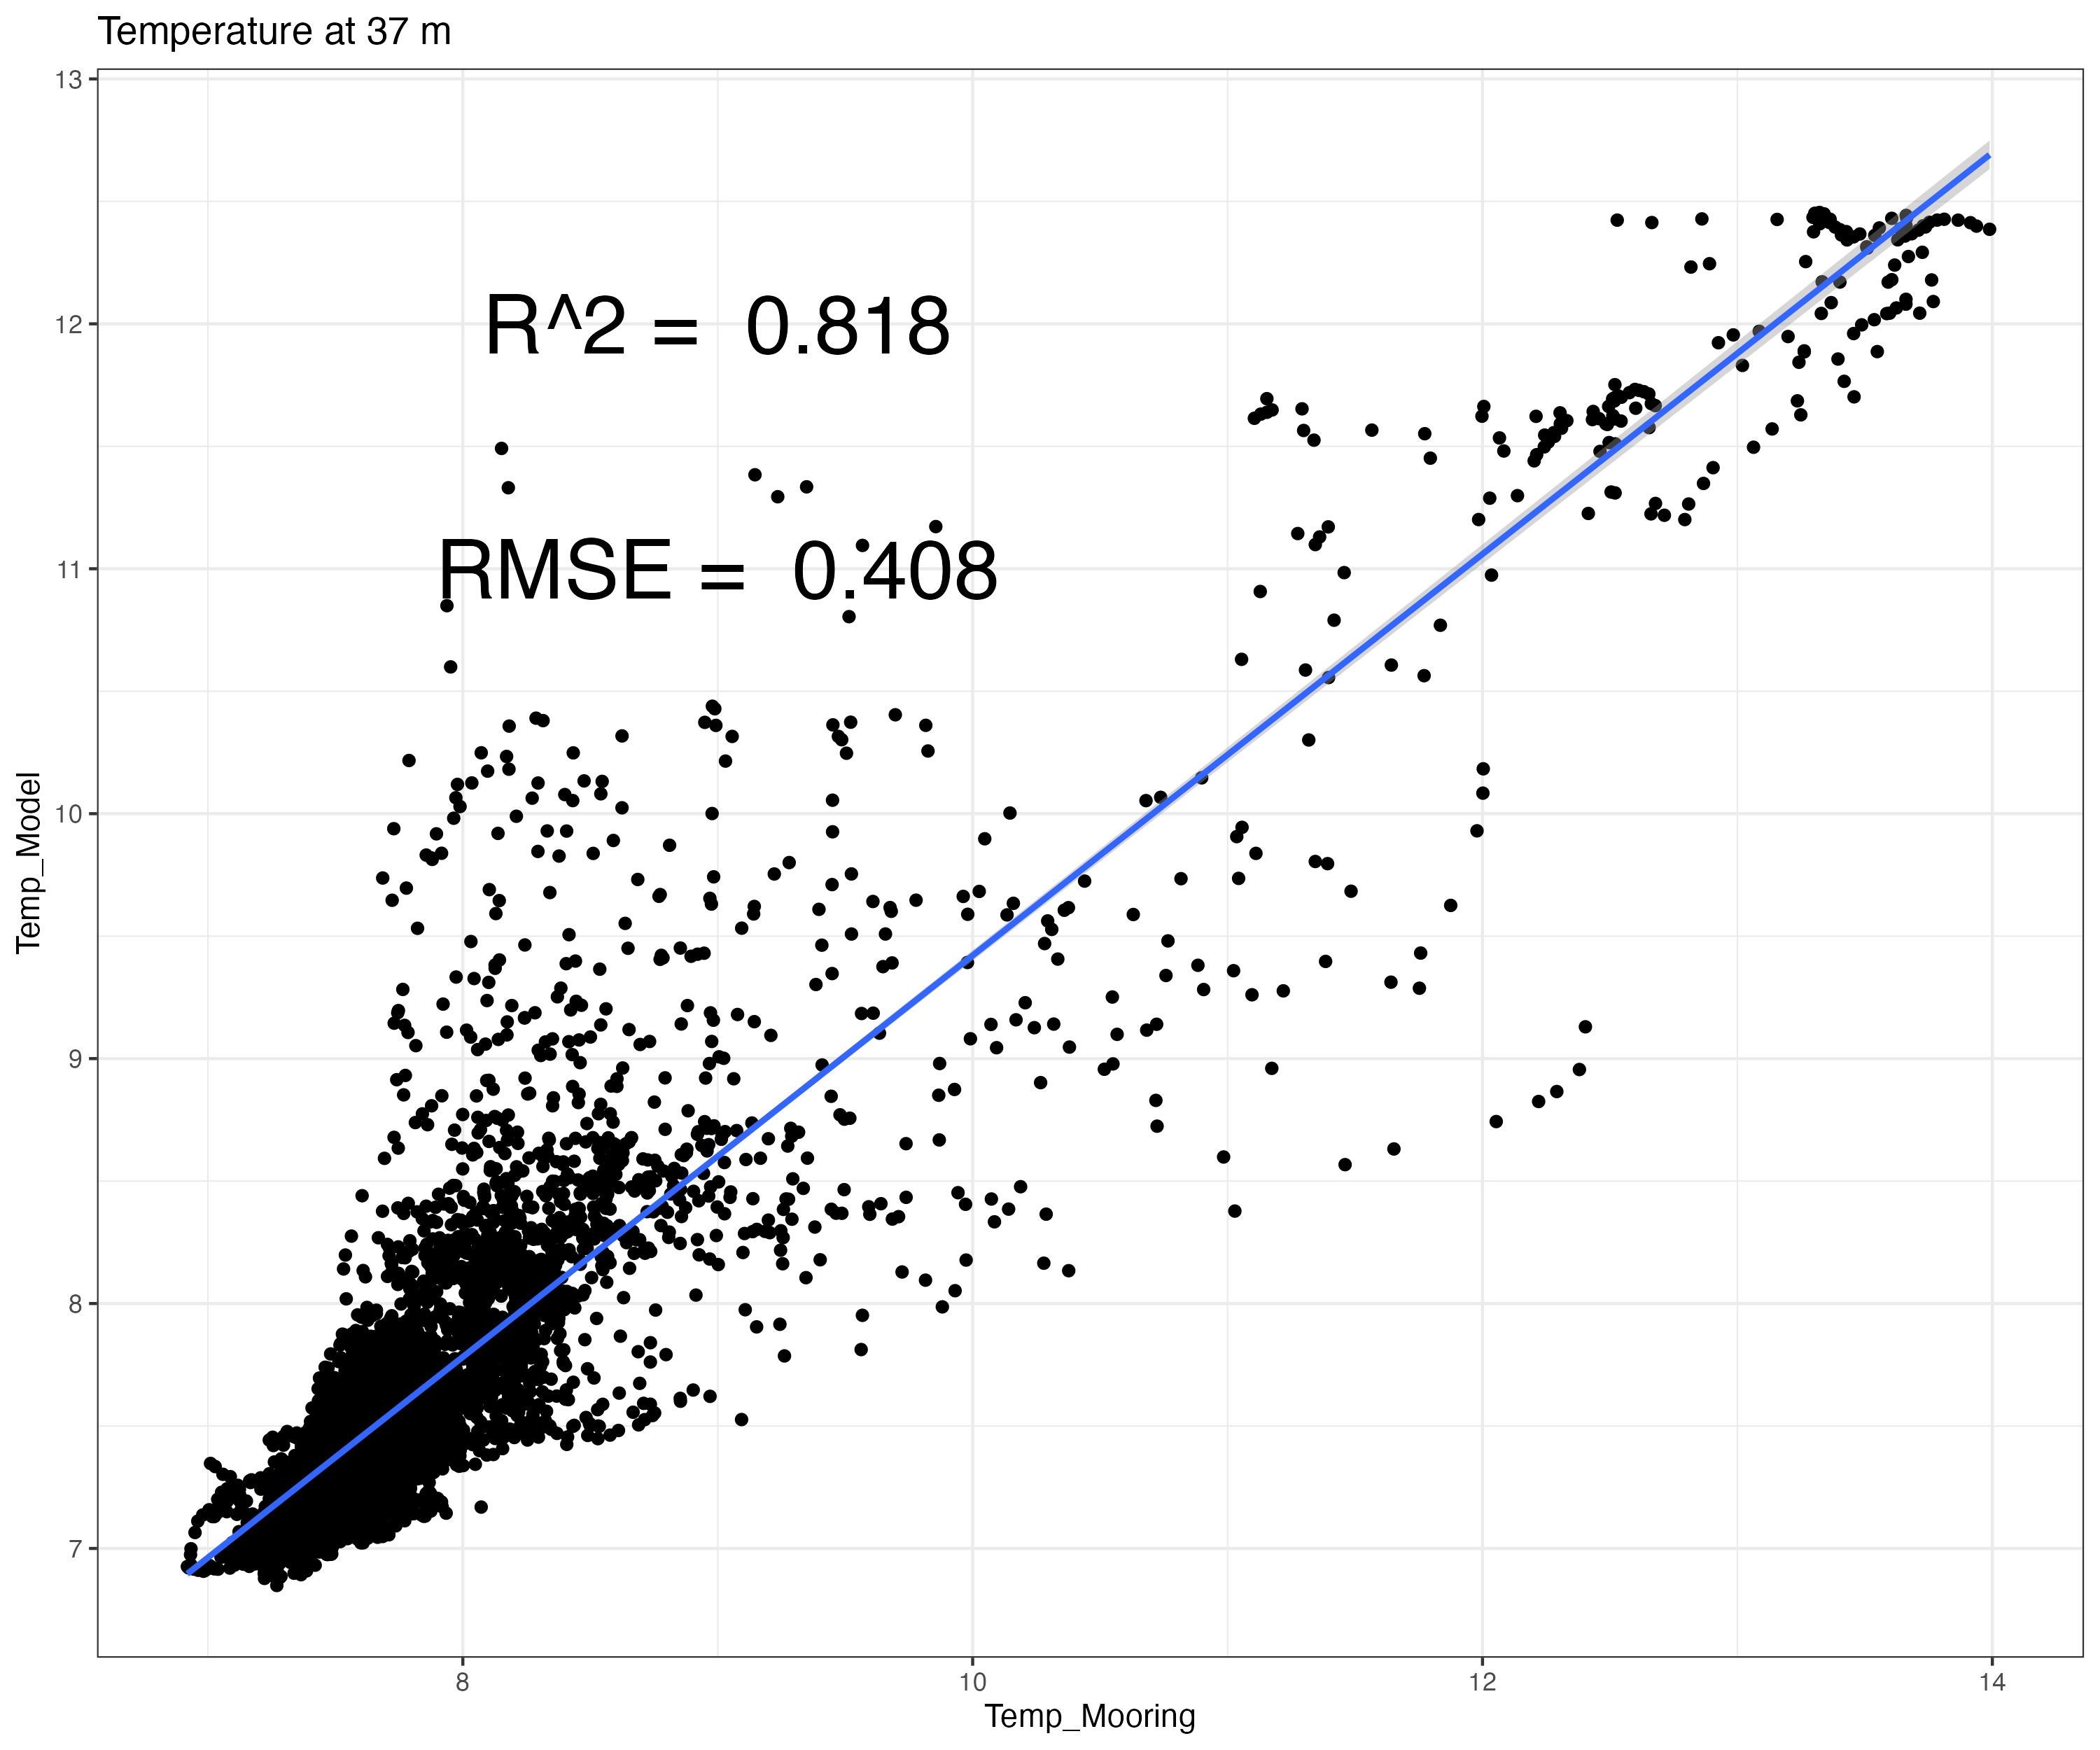 Temperature at 37 m
13
12
11
10
9
8
7
Temp_Model
R^2 =  0.818
RMSE =  0.408
8
10
12
14
Temp_Mooring